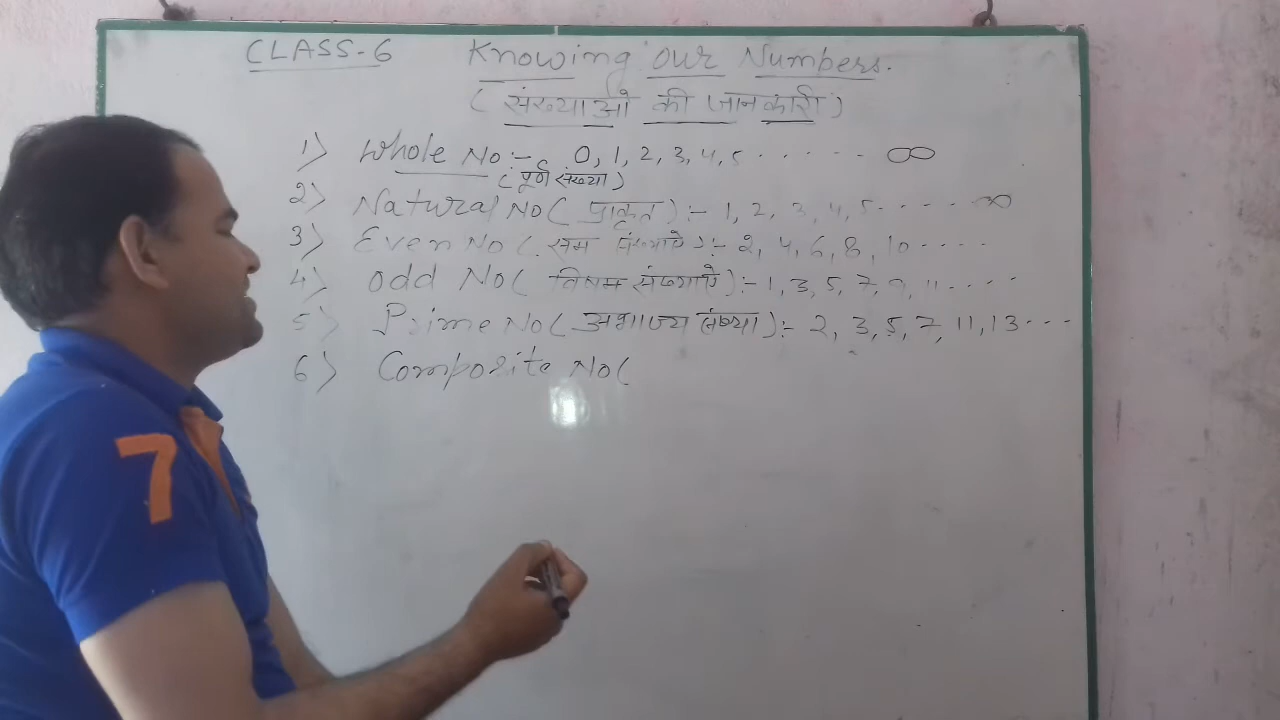 CLASS-6 Knowing our Numbers.
(संख्याओ की जानकारी)
1) Whole No:- 0, 1, 2, 3, 4, 5 . . . . . . ∞
(पूर्ण संख्या)
2) Natural No ( प्राकृत ) :- 1, 2, 3, 4, 5 . . . . . ∞
3) Even No ( सम संख्याऐ ) :- 2, 4, 6, 8, 10 . . . .
4) odd No ( विषम संख्याऐ ) :- 1, 3, 5, 7, 9, 11 . . . .
5) Prime No ( अभाज्य संख्या ) :- 2, 3, 5, 7, 11, 13 . . .
6) Composite No (
7